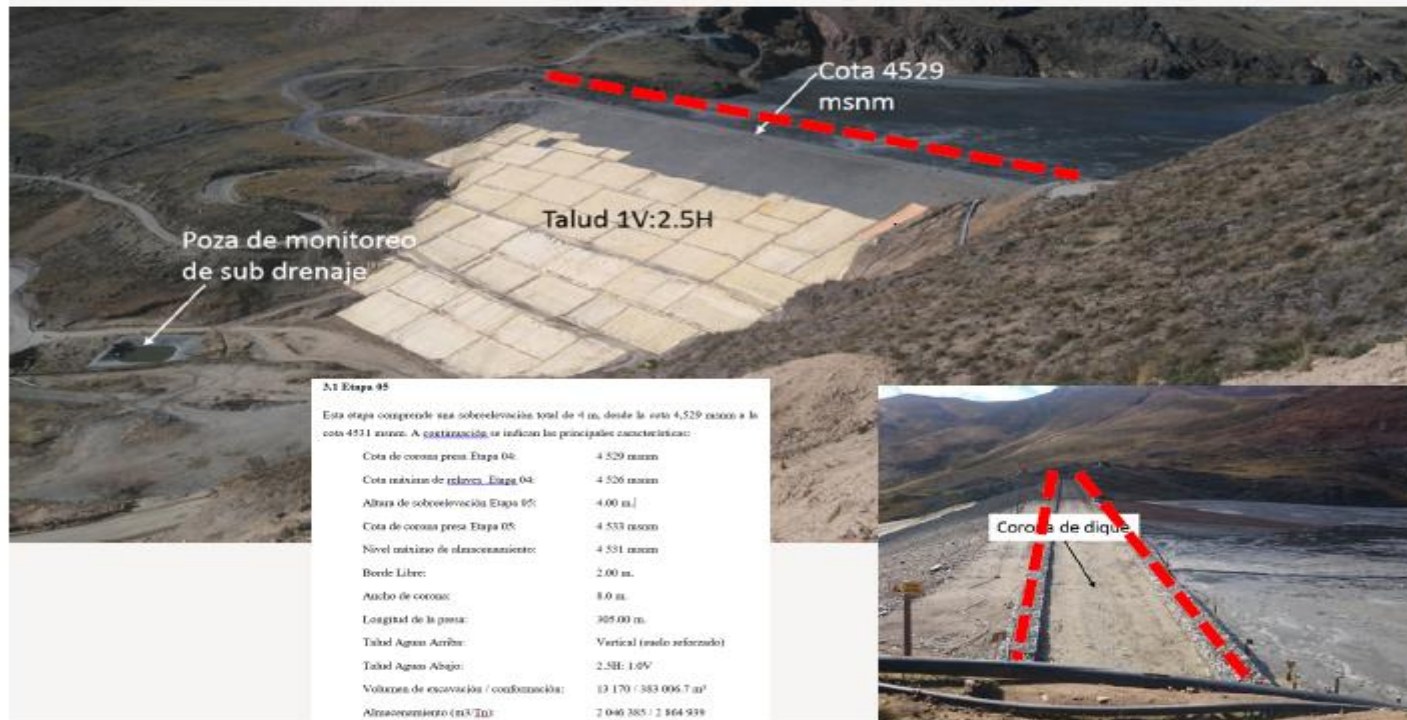 Cota 4529
msnm
Talud 1V:2.5H
Poza de monitoreo
de sub drenaje
3.1 Etapa 05
Esta etapa comprende una sobreelevación total de 4 m, desde la cota 4,529 msnm a la
cota 4531 msnm. A continuación se indican las principales características:
Cota de corona presa Etapa 04: 4 529 msnm
Cota máxima de relaves Etapa 04: 4 526 msnm
Altura de sobreelevación Etapa 05: 4.00 m.
Cota de corona presa Etapa 05: 4 533 msnm
Nivel máximo de almacenamiento: 4 531 msnm
Borde Libre: 2.00 m.
Ancho de corona: 8.0 m.
Longitud de la presa: 305.00 m.
Talud Aguas Arriba: Vertical (suelo reforzado)
Talud Aguas Abajo: 2.5H: 1.0V
Volumen de excavación / conformación: 13 170 / 383 006.7 m³
Almacenamiento (m3/Tn): 2 046 385 / 2 864 939
Corona de dique